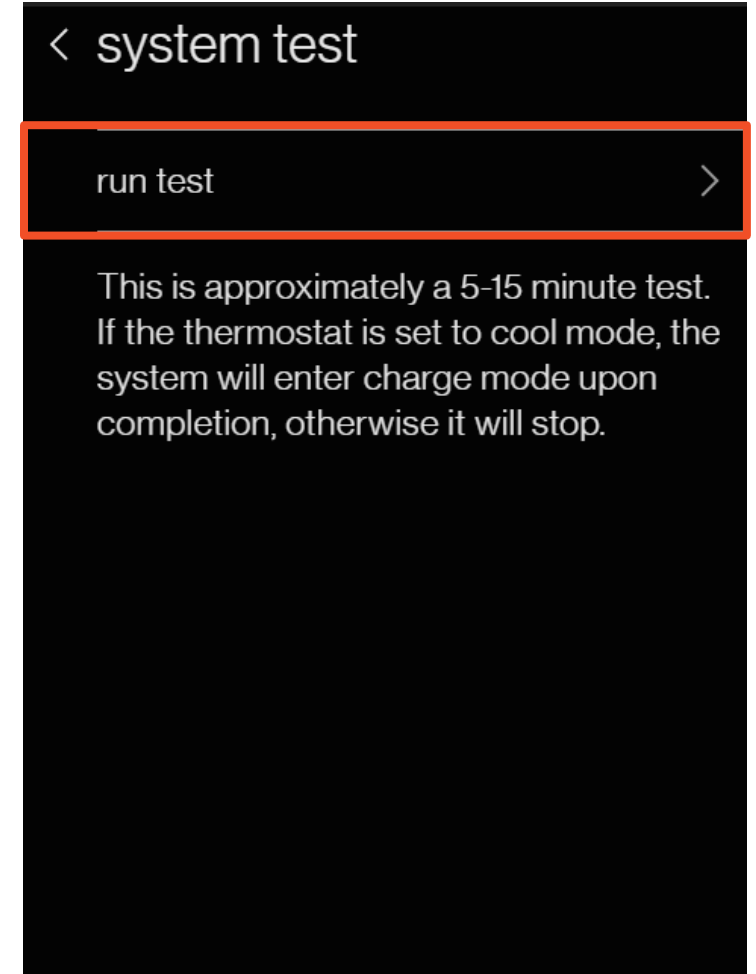 system test
run test
This is approximately a 5-15 minute test.
If the thermostat is set to cool mode, the
system will enter charge mode upon
completion, otherwise it will stop.